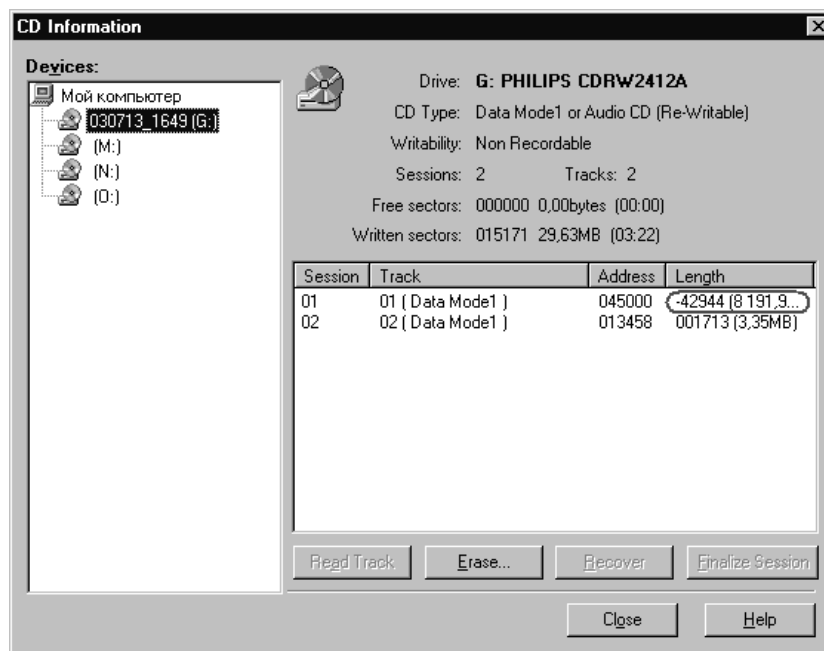 CD Information
Devices:
Мой компьютер
030713_1649 (G:)
(M:)
(N:)
(O:)
Drive: G: PHILIPS CDRW2412A
CD Type: Data Mode1 or Audio CD (Re-Writable)
Writability: Non Recordable
Sessions: 2 Tracks: 2
Free sectors: 000000 0,00bytes (00:00)
Written sectors: 015171 29,63MB (03:22)
Session Track Address Length
01 01 ( Data Mode1 ) 045000 -42944 (8 191,9...)
02 02 ( Data Mode1 ) 013458 001713 (3,35MB)
Read Track Erase... Recover Finalize Session
Close Help